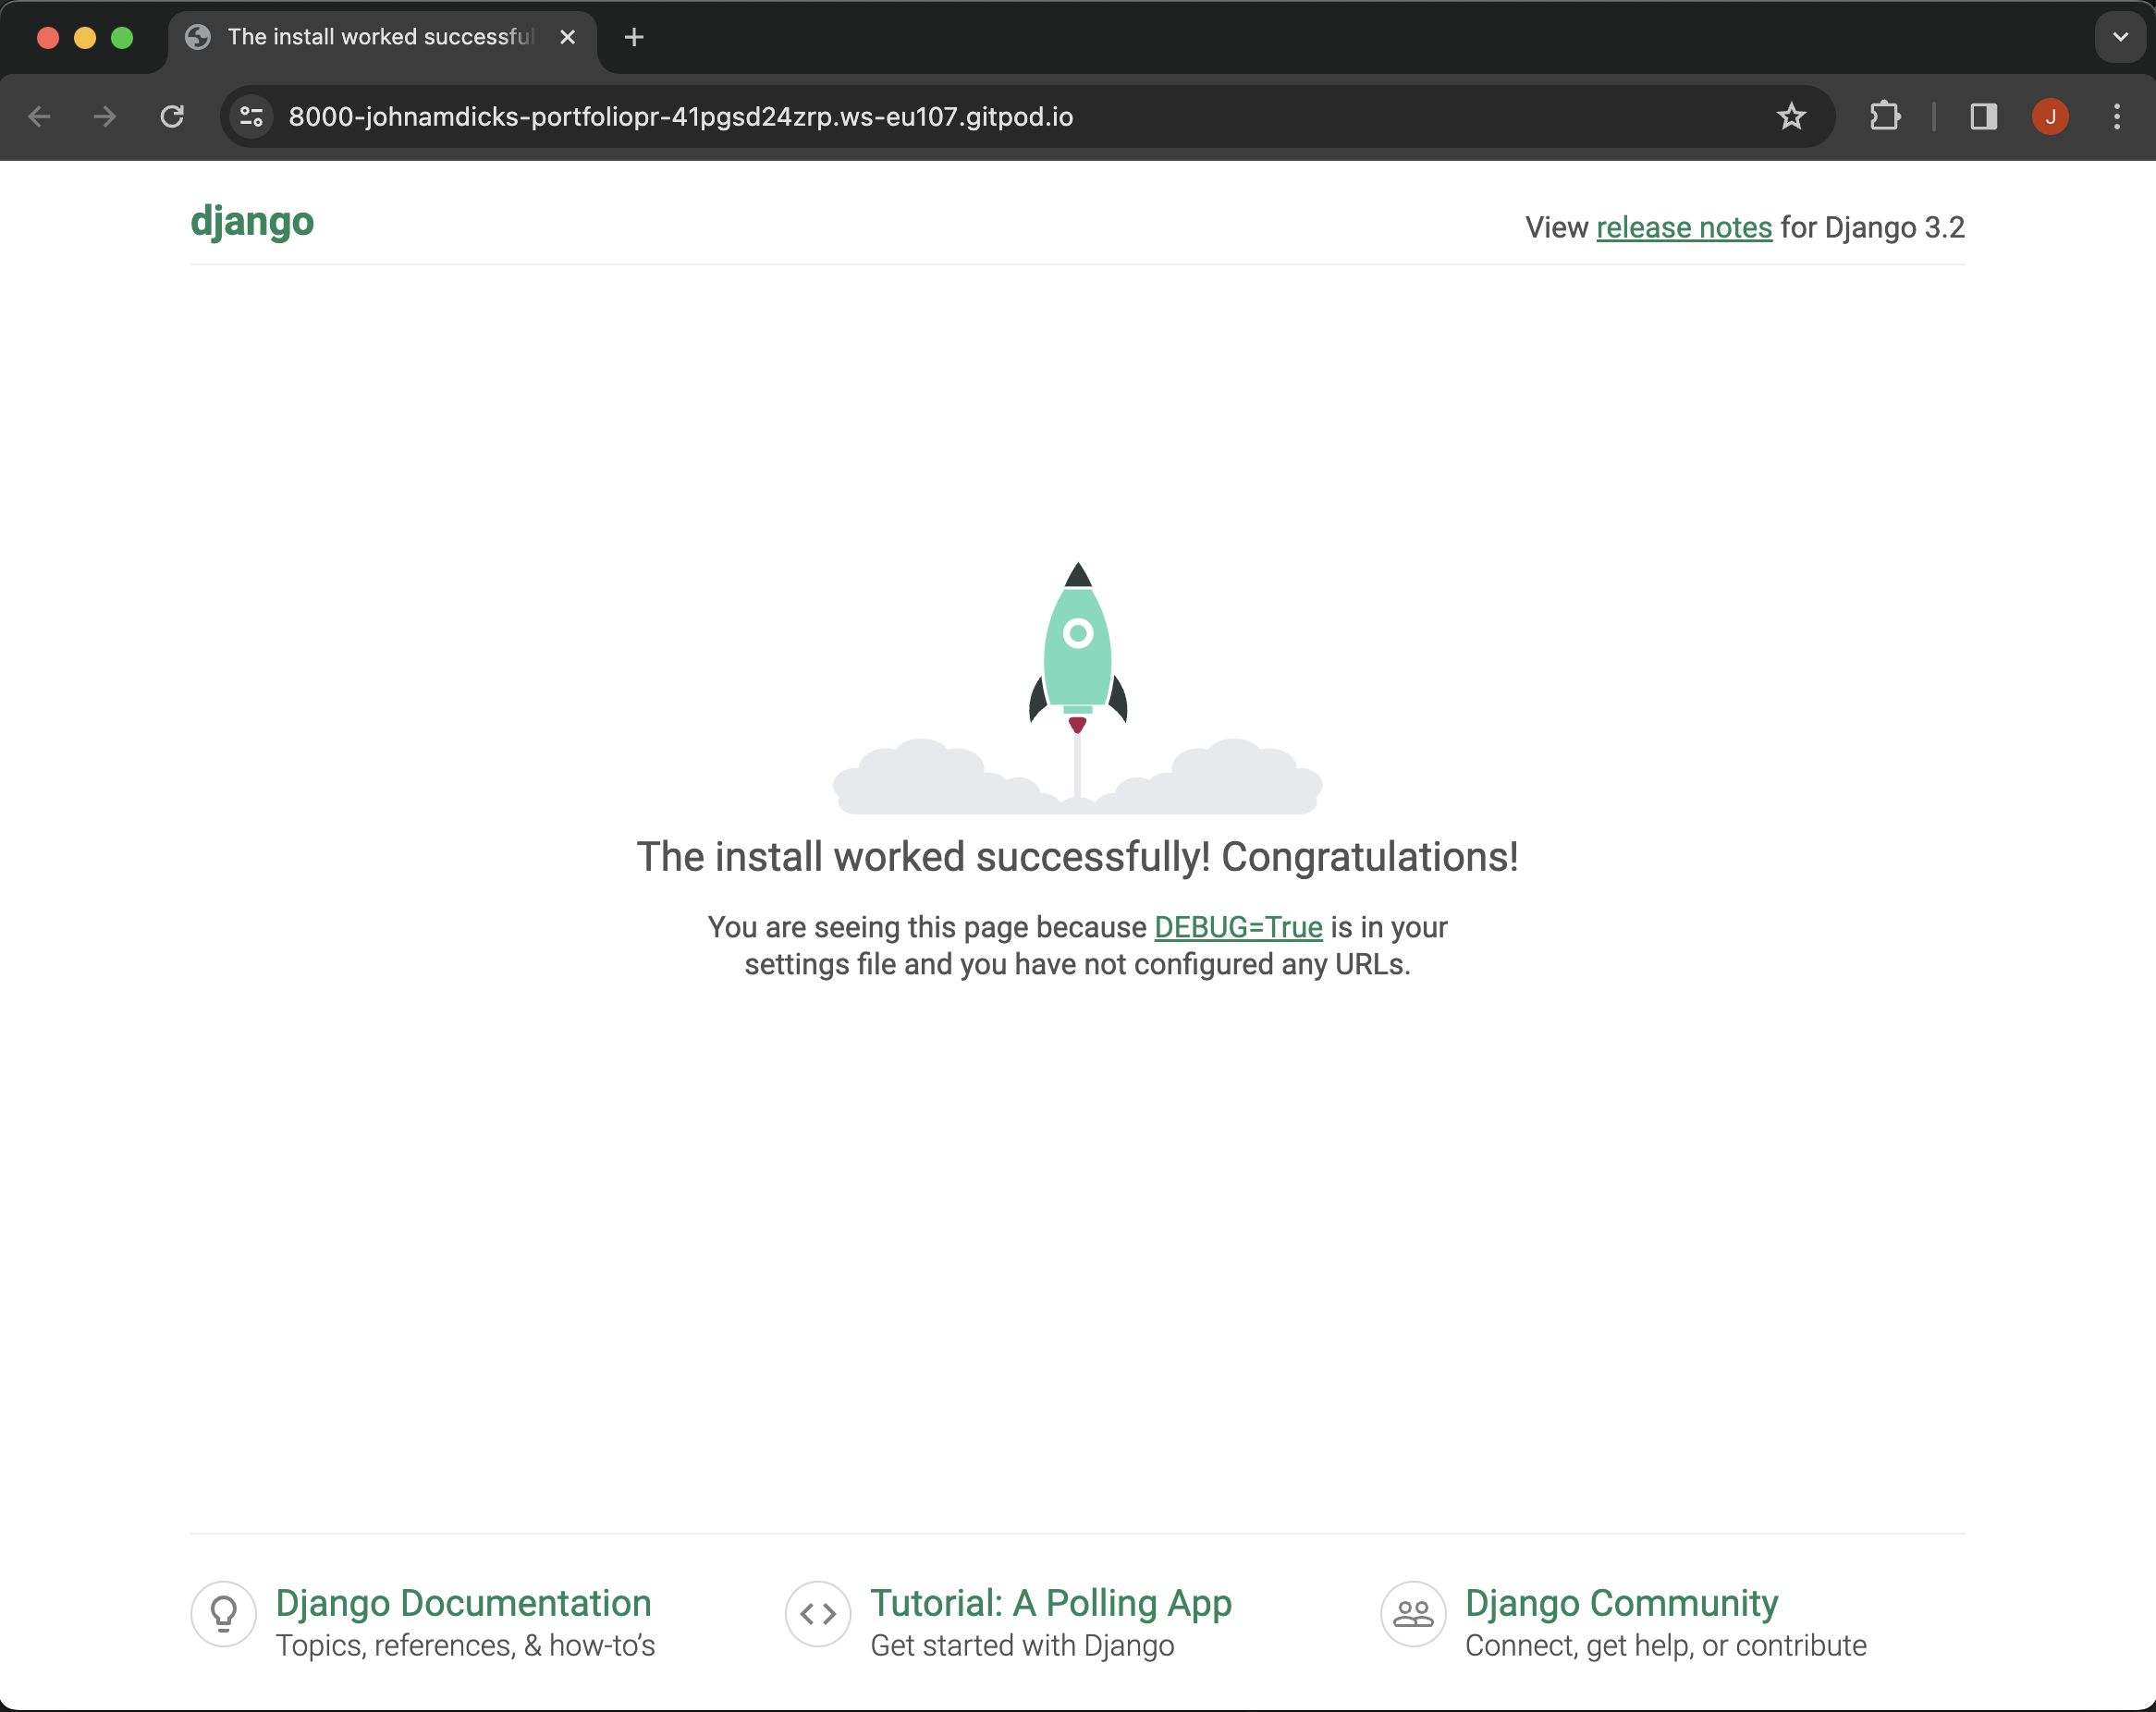 The install worked successful
8000-johnamdicks-portfoliopr-41pgsd24zrp.ws-eu107.gitpod.io
J
django
View release notes for Django 3.2
The install worked successfully! Congratulations!
You are seeing this page because DEBUG=True is in your
settings file and you have not configured any URLs.
Django Documentation
Topics, references, & how-to’s
Tutorial: A Polling App
Get started with Django
Django Community
Connect, get help, or contribute